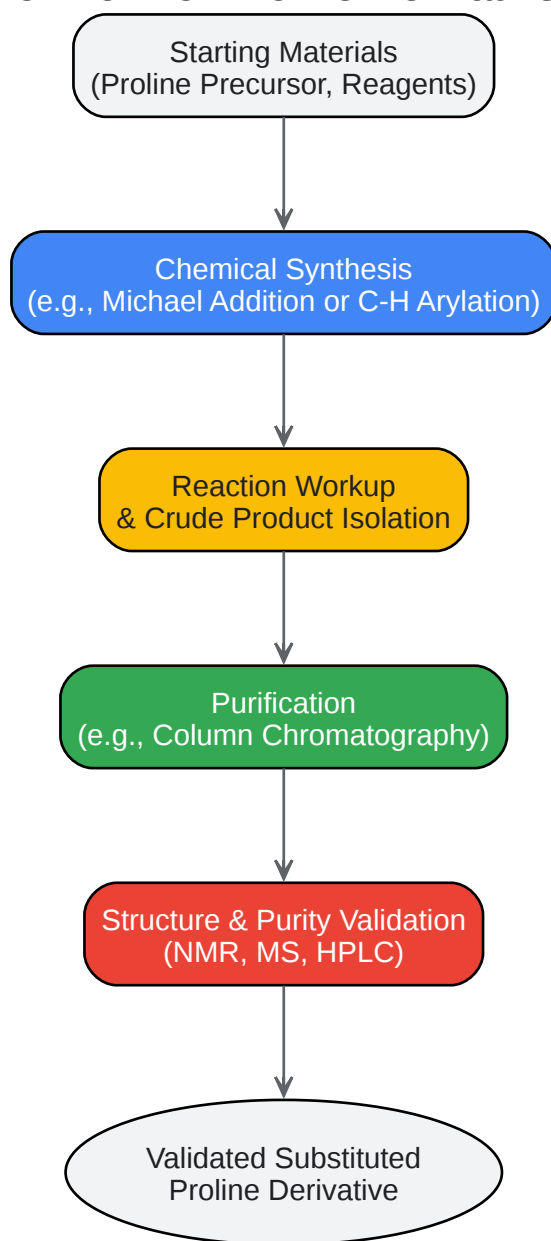 Starting Materials
(Proline Precursor, Reagents)
Chemical Synthesis
(e.g., Michael Addition or C-H Arylation)
Reaction Workup
& Crude Product Isolation
Purification
(e.g., Column Chromatography)
Structure & Purity Validation
(NMR, MS, HPLC)
Validated Substituted
Proline Derivative